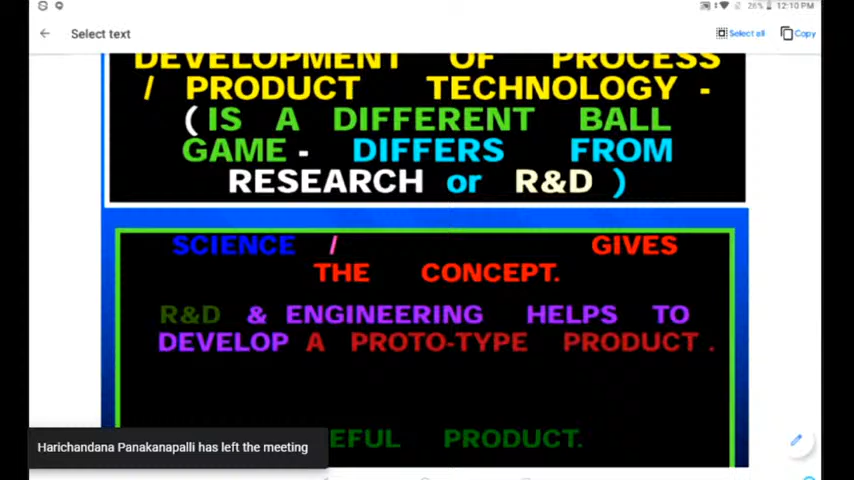 26% 12:10 PM
Select text
Select all
Copy
DEVELOPMENT OF PROCESS
/ PRODUCT TECHNOLOGY -
(IS A DIFFERENT BALL
GAME - DIFFERS FROM
RESEARCH or R&D )
SCIENCE / GIVES
THE CONCEPT.
R&D & ENGINEERING HELPS TO
DEVELOP A PROTO-TYPE PRODUCT .
EFUL PRODUCT.
Harichandana Panakanapalli has left the meeting